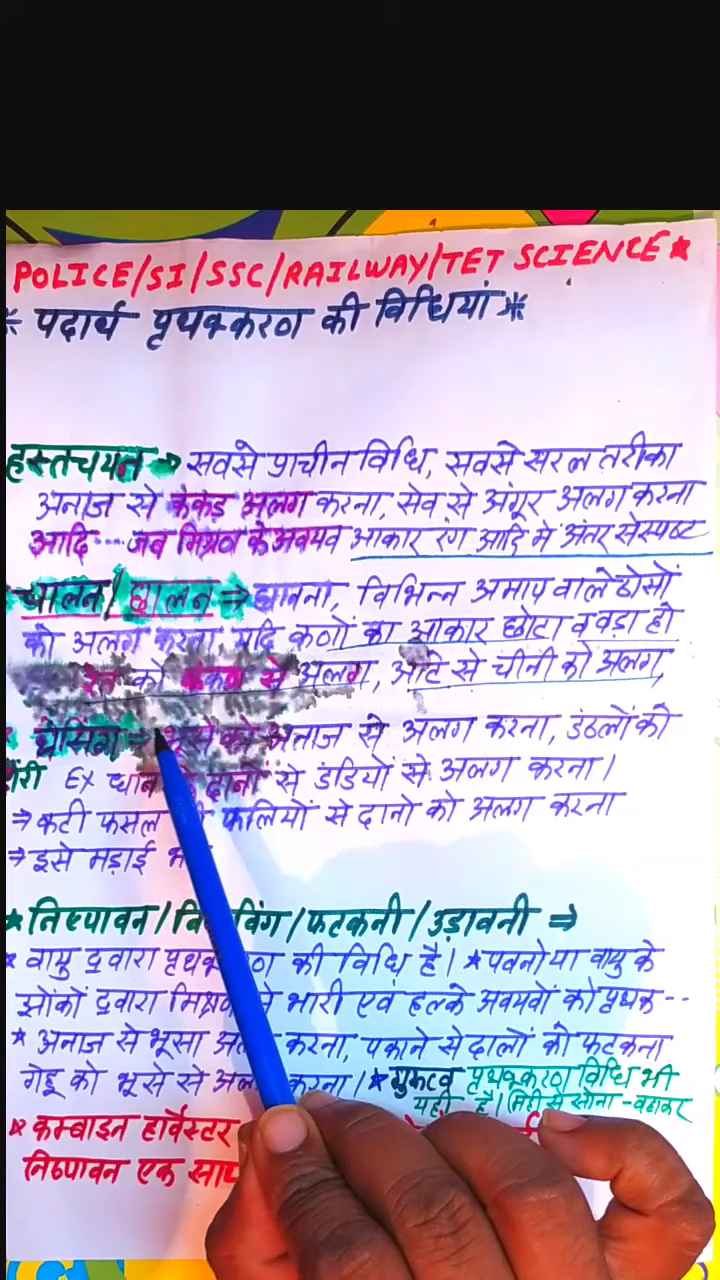 POLICE/SI/SSC/RAILWAY/TET SCIENCE★
* पदार्थ पृथक्करण की विधियां *
हस्तचयन → सबसे प्राचीन विधि, सबसे सरल तरीका
अनाज से कंकड अलग करना, सेव से अंगूर अलग करना
आदि... जब मिश्रण के अवयव आकार रंग आदि मे अंतर से स्पष्ट
चालन/छालन ⇒ छानना, विभिन्न अमाप वाले ठोसों
को अलग करना, यदि कणों का आकार छोटा व बड़ा हो
को से अलग, आटे से चीनी को अलग,
थ्रेसिंग → भूसे को अनाज से अलग करना, डंठलों को
Ex धान के दानों से डंडियों से अलग करना।
⇒ कटी फसल फलियों से दानो को अलग करना
⇒ इसे मड़ाई
★ निष्पावन / / फटकनी / उड़ावनी ⇒
* वायु द्वारा की विधि है। ★ पवनो या वायु के
झोंकों द्वारा भारी एवं हल्के अवयवों को पृथक--
* अनाज से भूसा करना, पकाने से दालों को फटकना
गेहू को भूसे से करना। ★ पृथक्करण विधि भी
यही है। मिट्टी से सोना - बहाकर
* कम्बाइन हार्वेस्टर
निष्पावन एक साथ